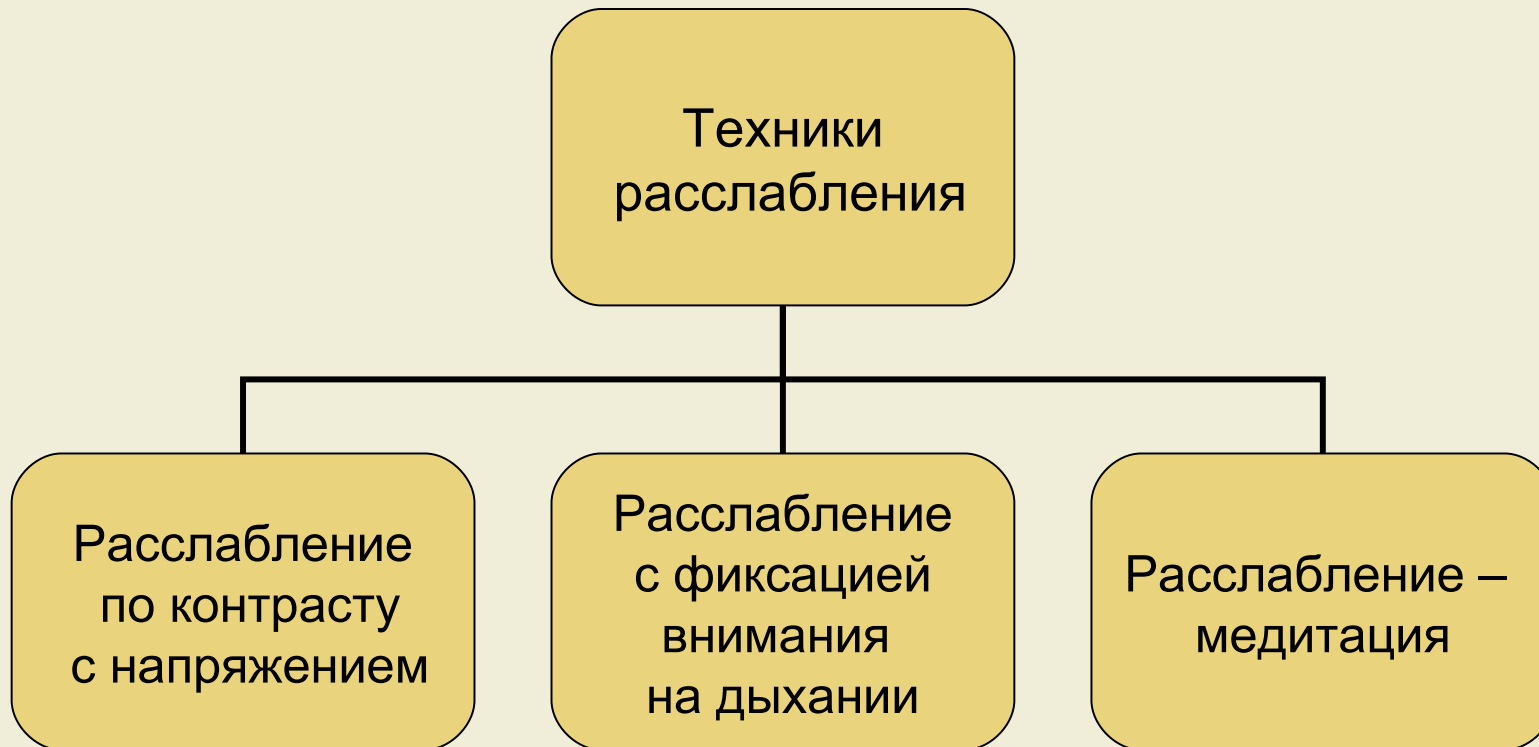 Техники
расслабления
Расслабление
по контрасту
с напряжением
Расслабление
с фиксацией
внимания
на дыхании
Расслабление –
медитация